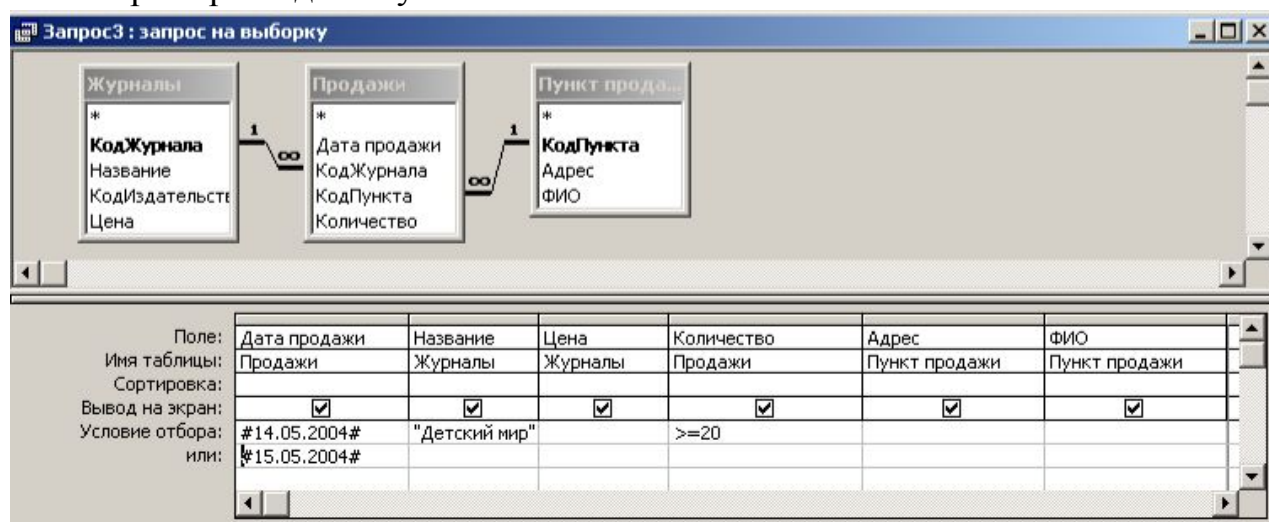 Запрос3 : запрос на выборку
Журналы Продажи Пункт прода...
* * *
КодЖурнала 1 ∞ Дата продажи 1 КодПункта
Название КодЖурнала ∞ Адрес
КодИздательств КодПункта ФИО
Цена Количество
Поле: Дата продажи Название Цена Количество Адрес ФИО
Имя таблицы: Продажи Журналы Журналы Продажи Пункт продажи Пункт продажи
Сортировка:
Вывод на экран:
Условие отбора: #14.05.2004# "Детский мир" >=20
или: #15.05.2004#